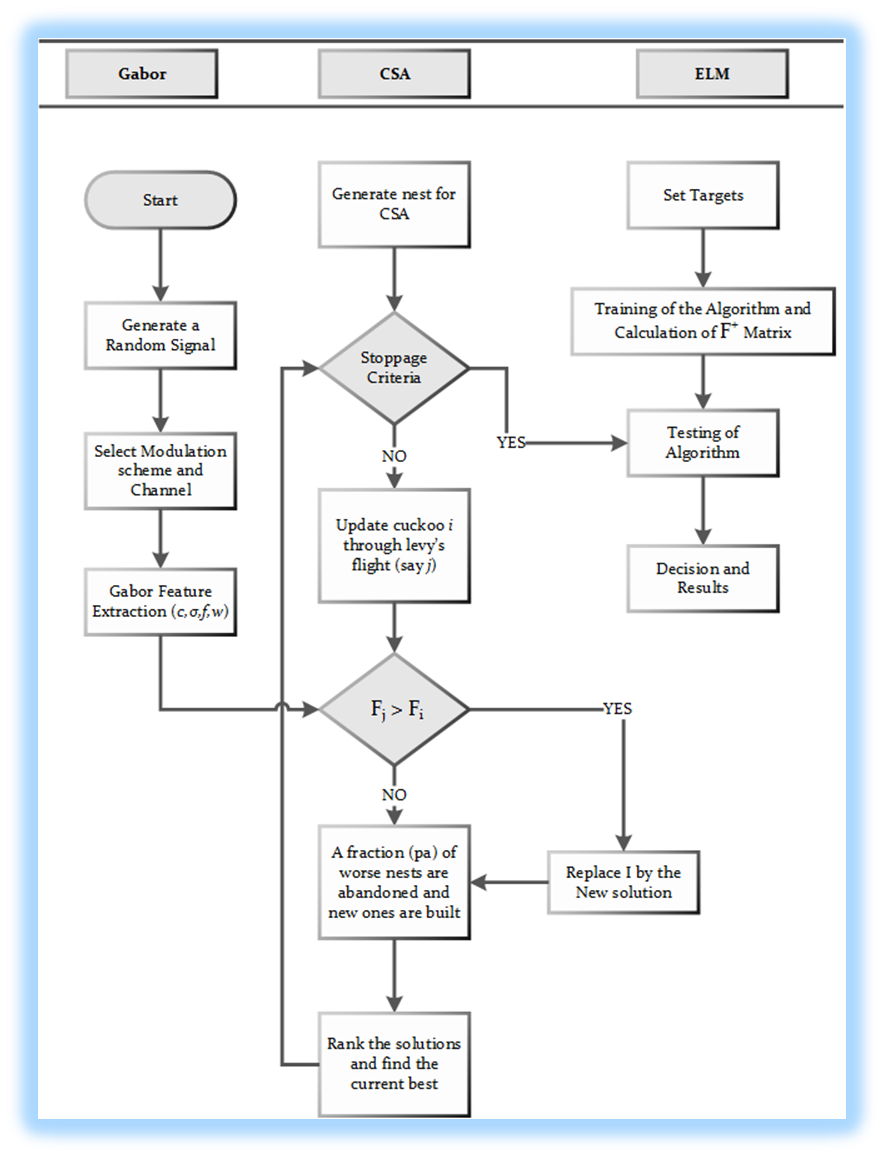 Gabor
CSA
ELM
Start
Generate a
Random Signal
Select Modulation
scheme and
Channel
Gabor Feature
Extraction (c,σ,f,w)
Generate nest for
CSA
Stoppage
Criteria
YES
NO
Update cuckoo i
through levy's
flight (say j)
Fj > Fi
YES
NO
A fraction (pa) of
worse nests are
abandoned and
new ones are built
Replace I by the
New solution
Rank the solutions
and find the
current best
Set Targets
Training of the Algorithm and
Calculation of F⁺ Matrix
Testing of
Algorithm
Decision and
Results